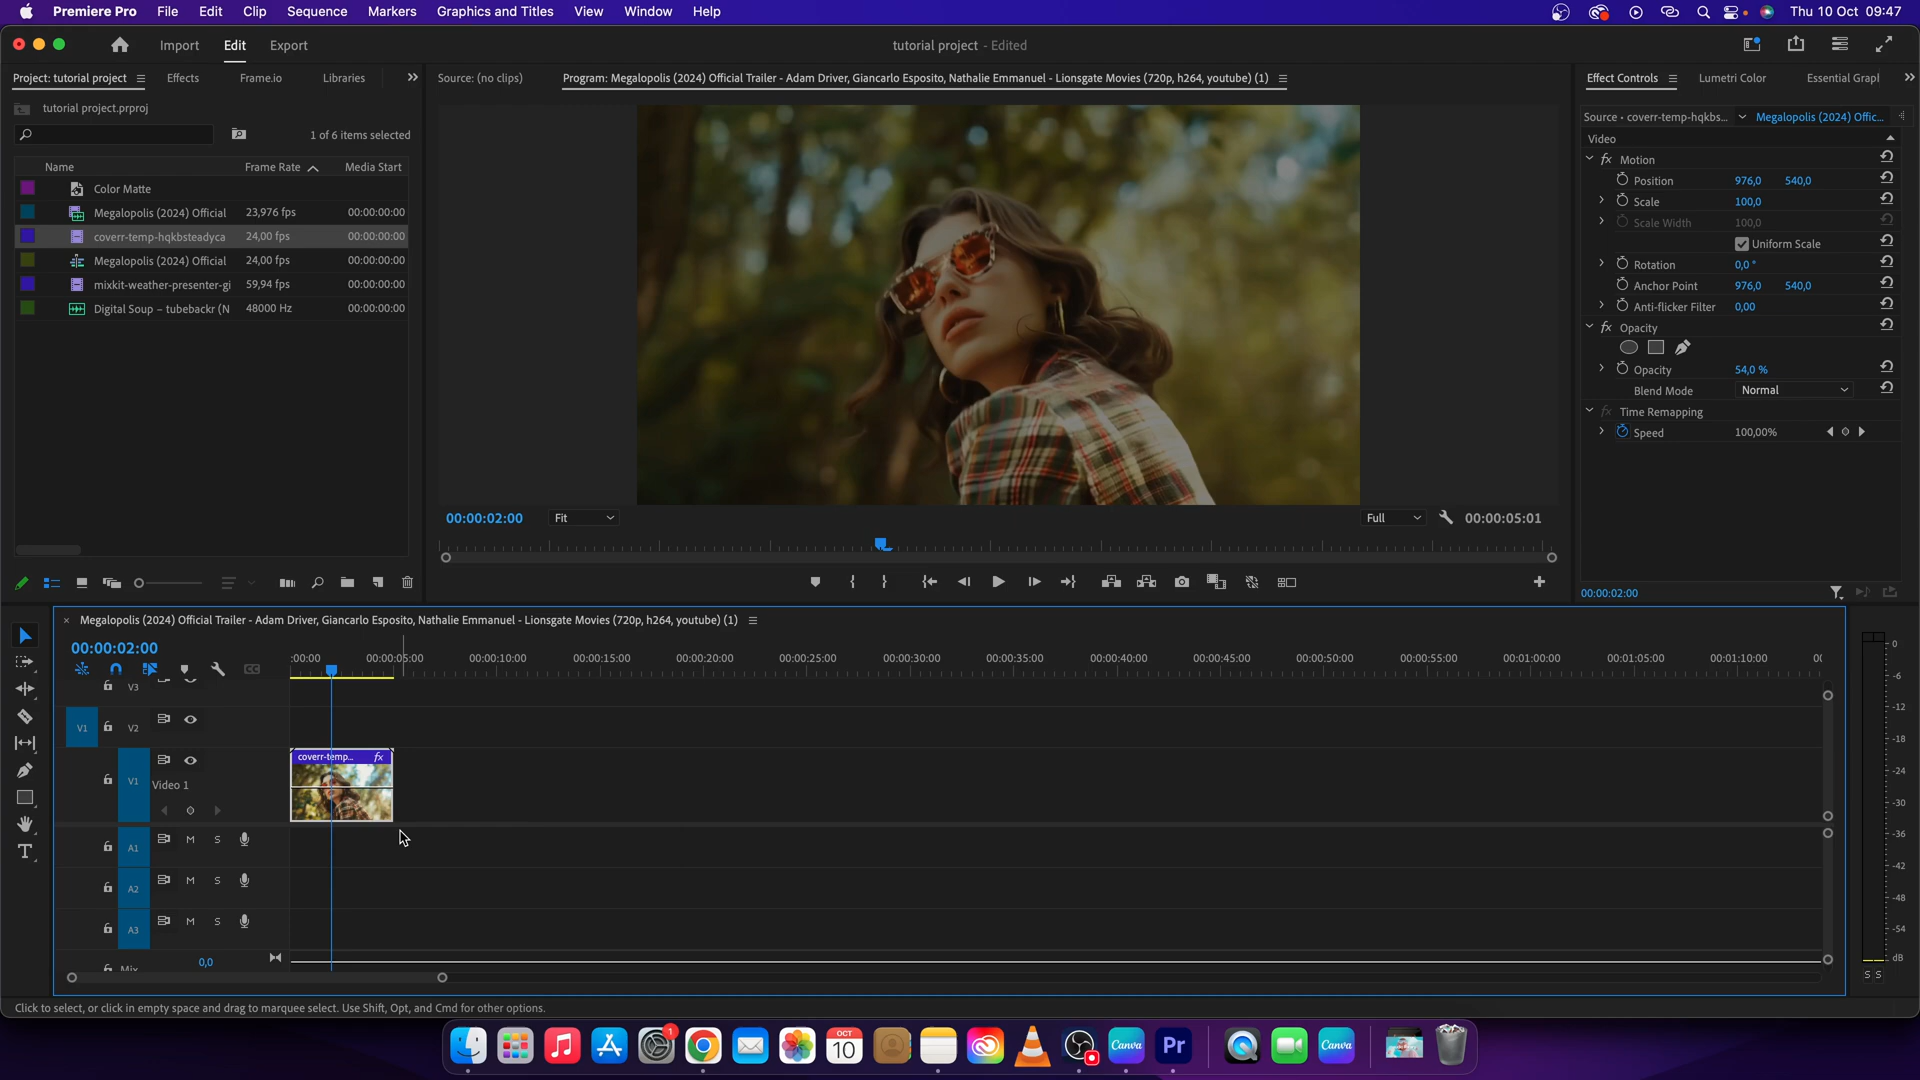 Premiere Pro File Edit Clip Sequence Markers Graphics and Titles View Window Help Thu 10 Oct 09:47
Import Edit Export tutorial project - Edited
Project: tutorial project Effects Frame.io Libraries
tutorial project.prproj
1 of 6 items selected
Name Frame Rate Media Start
Color Matte
Megalopolis (2024) Official 23,976 fps 00:00:00:00
coverr-temp-hqkbsteadyca 24,00 fps 00:00:00:00
Megalopolis (2024) Official 24,00 fps 00:00:00:00
mixkit-weather-presenter-gi 59,94 fps 00:00:00:00
Digital Soup – tubebackr (N 48000 Hz 00:00:00:00
Source: (no clips) Program: Megalopolis (2024) Official Trailer - Adam Driver, Giancarlo Esposito, Nathalie Emmanuel - Lionsgate Movies (720p, h264, youtube) (1)
00:00:02:00 Fit Full 00:00:05:01
Effect Controls Lumetri Color Essential Graph
Source • coverr-temp-hqkbs... Megalopolis (2024) Offic...
Video
fx Motion
Position 976,0 540,0
Scale 100,0
Scale Width 100,0
Uniform Scale
Rotation 0,0 °
Anchor Point 976,0 540,0
Anti-flicker Filter 0,00
fx Opacity
Opacity 54,0 %
Blend Mode Normal
fx Time Remapping
Speed 100,00%
00:00:02:00
× Megalopolis (2024) Official Trailer - Adam Driver, Giancarlo Esposito, Nathalie Emmanuel - Lionsgate Movies (720p, h264, youtube) (1)
00:00:02:00
:00:00 00:00:05:00 00:00:10:00 00:00:15:00 00:00:20:00 00:00:25:00 00:00:30:00 00:00:35:00 00:00:40:00 00:00:45:00 00:00:50:00 00:00:55:00 00:01:00:00 00:01:05:00 00:01:10:00
CC
V3
V1 V2
V1 Video 1
coverr-temp... fx
A1 M S
A2 M S
A3 M S
Mix 0,0
0
-6
-12
-18
-24
-30
-36
-42
-48
-54
dB
S S
Click to select, or click in empty space and drag to marquee select. Use Shift, Opt, and Cmd for other options.
1
OCT
10
Canva
Pr
Canva